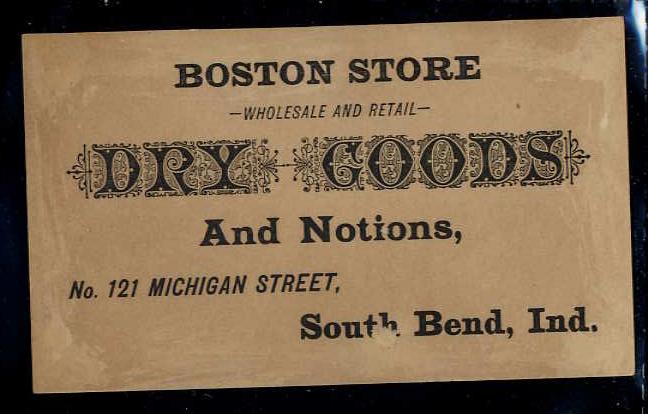 BOSTON STORE
—WHOLESALE AND RETAIL—
DRY GOODS
And Notions,
No. 121 MICHIGAN STREET,
South Bend, Ind.